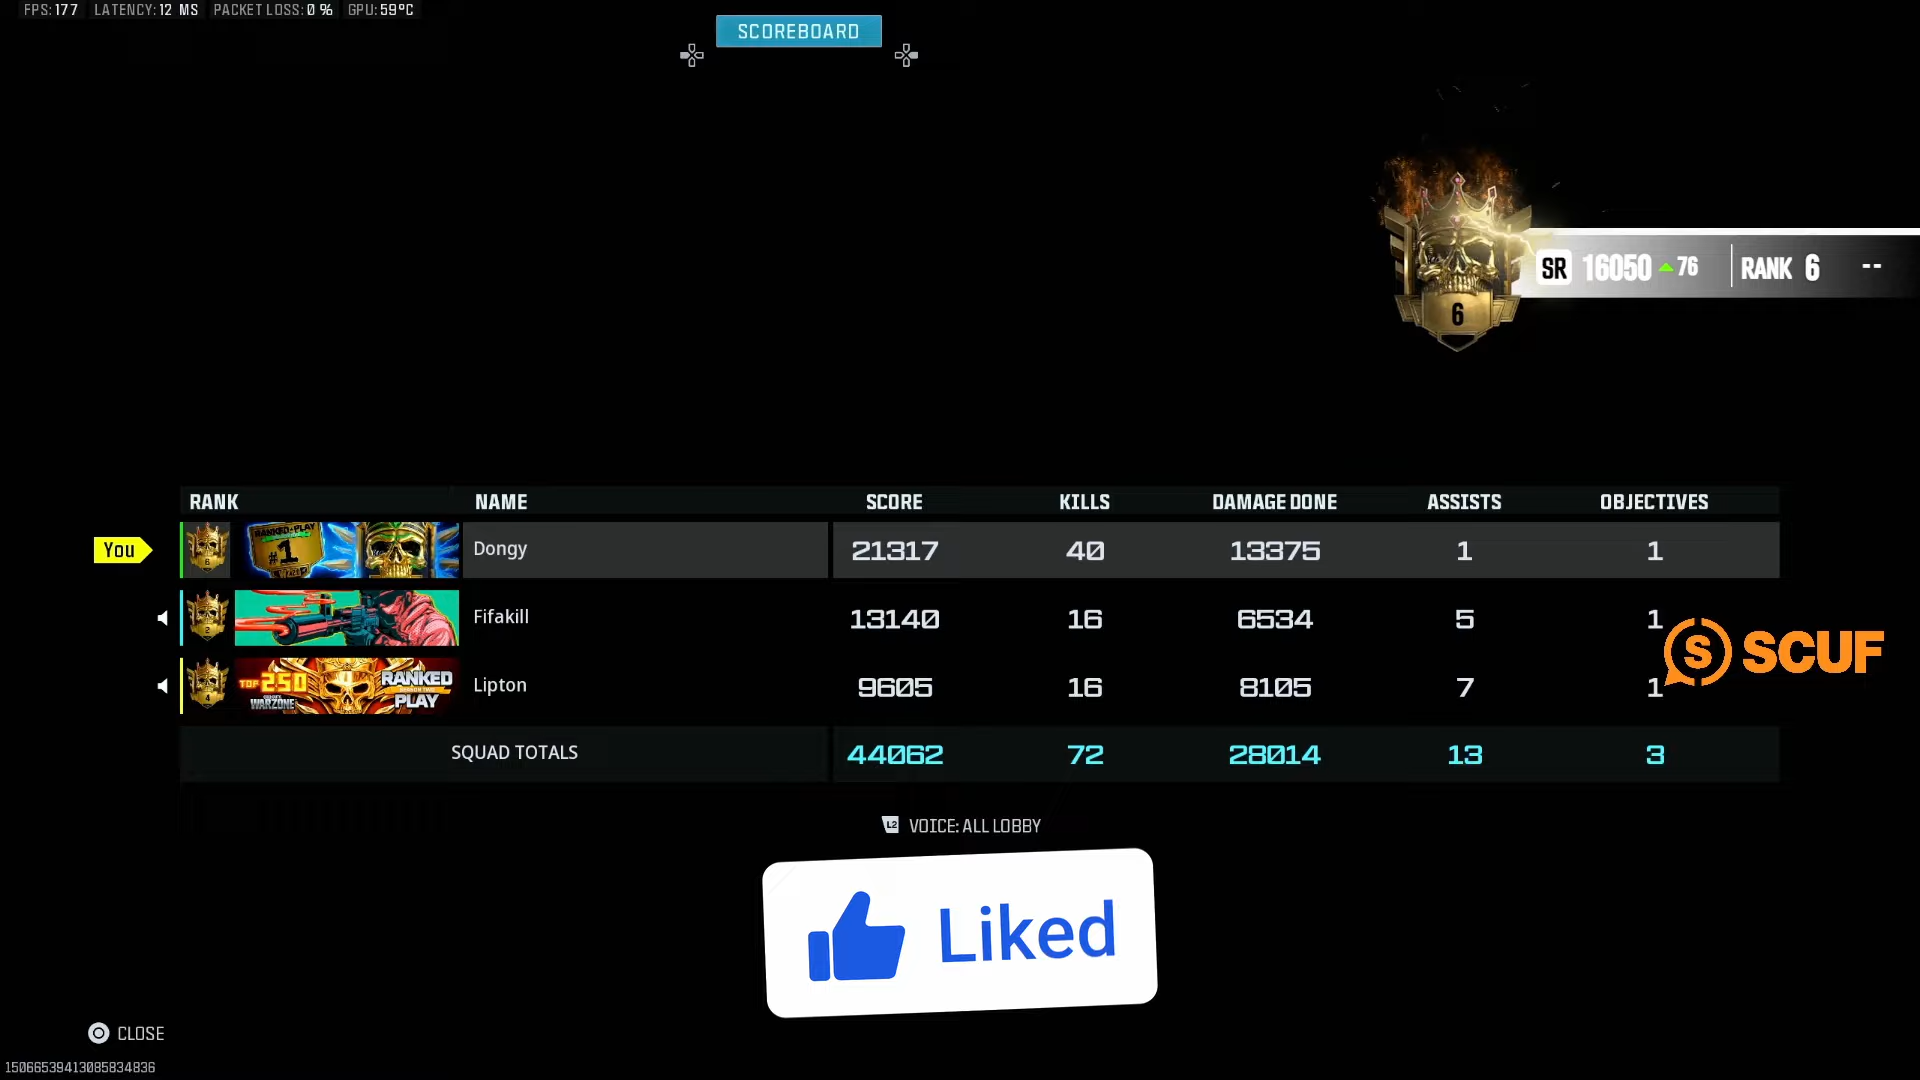 FPS: 177 LATENCY: 12 MS PACKET LOSS: 0 % GPU: 59°C
SCOREBOARD
SR 16050 76 RANK 6 --
6
RANK NAME SCORE KILLS DAMAGE DONE ASSISTS OBJECTIVES
You RANKED PLAY #1 Dongy 21317 40 13375 1 1
Fifakill 13140 16 6534 5 1
TOP 250 WARZONE RANKED PLAY Lipton 9605 16 8105 7 1
SCUF
SQUAD TOTALS 44062 72 28014 13 3
L2 VOICE: ALL LOBBY
Liked
CLOSE
15066539413085834836